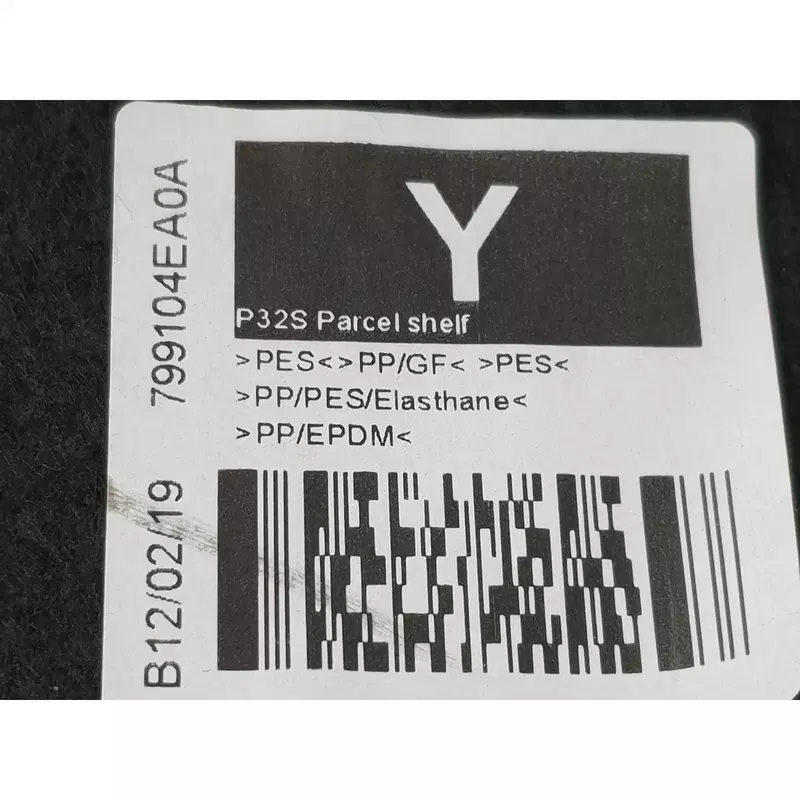 Y
P32S Parcel shelf
>PES<>PP/GF< >PES<
>PP/PES/Elasthane<
>PP/EPDM<
799104EA0A
B12/02/19